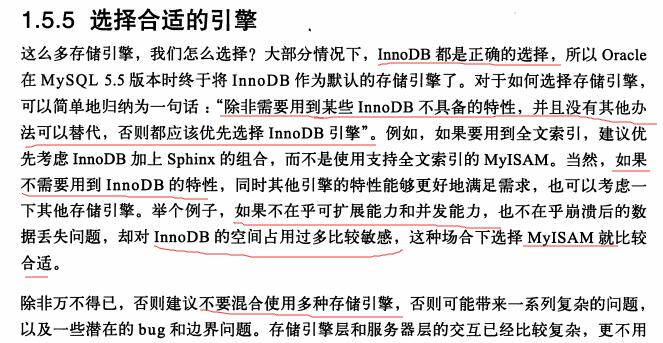 1.5.5 选择合适的引擎
这么多存储引擎，我们怎么选择？大部分情况下，InnoDB 都是正确的选择，所以 Oracle
在 MySQL 5.5 版本时终于将 InnoDB 作为默认的存储引擎了。对于如何选择存储引擎，
可以简单地归纳为一句话：“除非需要用到某些 InnoDB 不具备的特性，并且没有其他办
法可以替代，否则都应该优先选择 InnoDB 引擎”。例如，如果要用到全文索引，建议优
先考虑 InnoDB 加上 Sphinx 的组合，而不是使用支持全文索引的 MyISAM。当然，如果
不需要用到 InnoDB 的特性，同时其他引擎的特性能够更好地满足需求，也可以考虑一
下其他存储引擎。举个例子，如果不在乎可扩展能力和并发能力，也不在乎崩溃后的数
据丢失问题，却对 InnoDB 的空间占用过多比较敏感，这种场合下选择 MyISAM 就比较
合适。
除非万不得已，否则建议不要混合使用多种存储引擎，否则可能带来一系列复杂的问题，
以及一些潜在的 bug 和边界问题。存储引擎层和服务器层的交互已经比较复杂，更不用